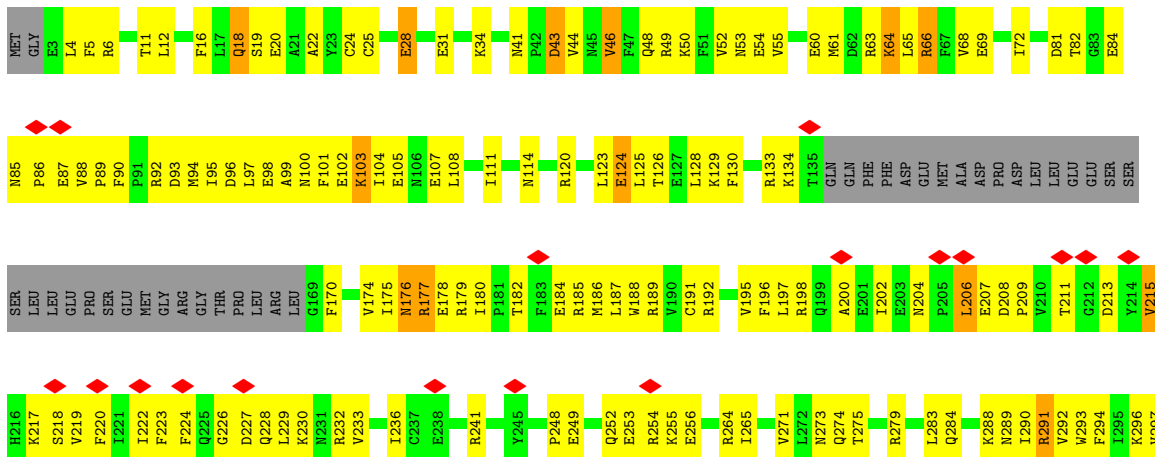 MET GLY E3 L4 F5 R6 T11 L12 F16 L17 Q18 S19 E20 A21 A22 Y23 C24 C25 E28 E31 K34 N41 P42 D43 V44 N45 V46 F47 Q48 R49 K50 F51 V52 N53 E54 V55 E60 M61 D62 R63 K64 L65 R66 F67 V68 E69 I72 D81 T82 G83 E84
N85 P86 E87 V88 P89 F90 P91 R92 D93 M94 I95 D96 L97 E98 A99 N100 F101 E102 K103 I104 E105 N106 E107 L108 I111 N114 R120 L123 E124 L125 T126 E127 L128 K129 F130 R133 K134 T135 GLN GLN PHE PHE ASP GLU MET ALA ASP PRO ASP LEU LEU GLU GLU SER SER
SER LEU LEU GLU PRO SER GLU MET GLY ARG GLY THR PRO LEU ARG LEU G169 F170 V174 I175 N176 R177 E178 R179 I180 P181 T182 F183 E184 R185 M186 L187 W188 R189 V190 C191 R192 V195 F196 L197 R198 Q199 A200 E201 I202 E203 N204 P205 L206 E207 D208 P209 V210 T211 G212 D213 Y214 V215
H216 K217 S218 V219 F220 I221 I222 F223 F224 Q225 G226 D227 Q228 L229 K230 N231 R232 V233 I236 C237 E238 R241 Y245 P248 E249 Q252 E253 R254 K255 E256 R264 I265 V271 L272 N273 Q274 T275 R279 L283 Q284 K288 N289 I290 R291 V292 W293 F294 I295 K296